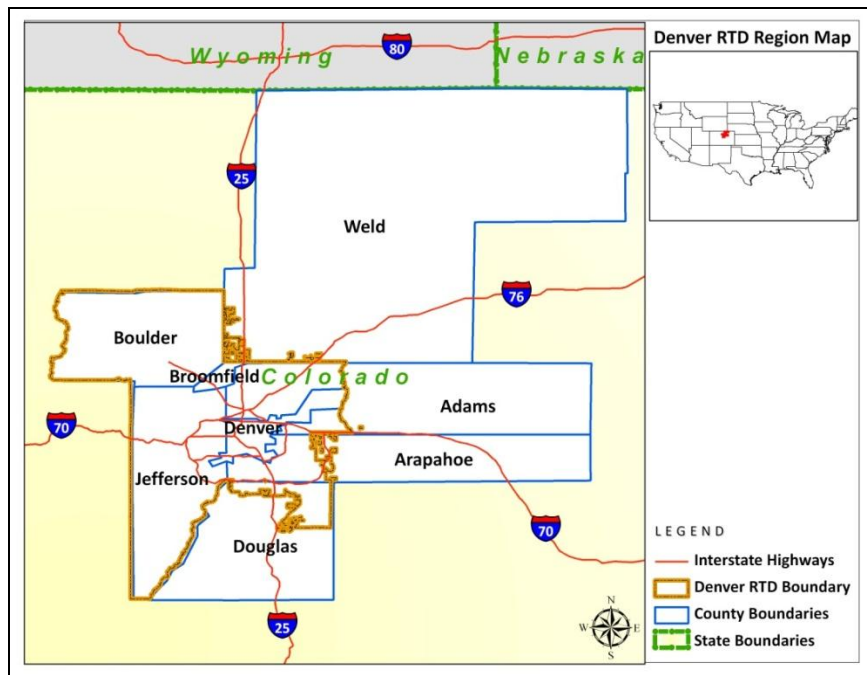 Wyoming
80
Nebraska
25
Weld
76
Boulder
Broomfield
Colorado
Adams
Denver
70
Arapahoe
Jefferson
Douglas
70
25
N
W
E
S
Denver RTD Region Map
LEGEND
Interstate Highways
Denver RTD Boundary
County Boundaries
State Boundaries